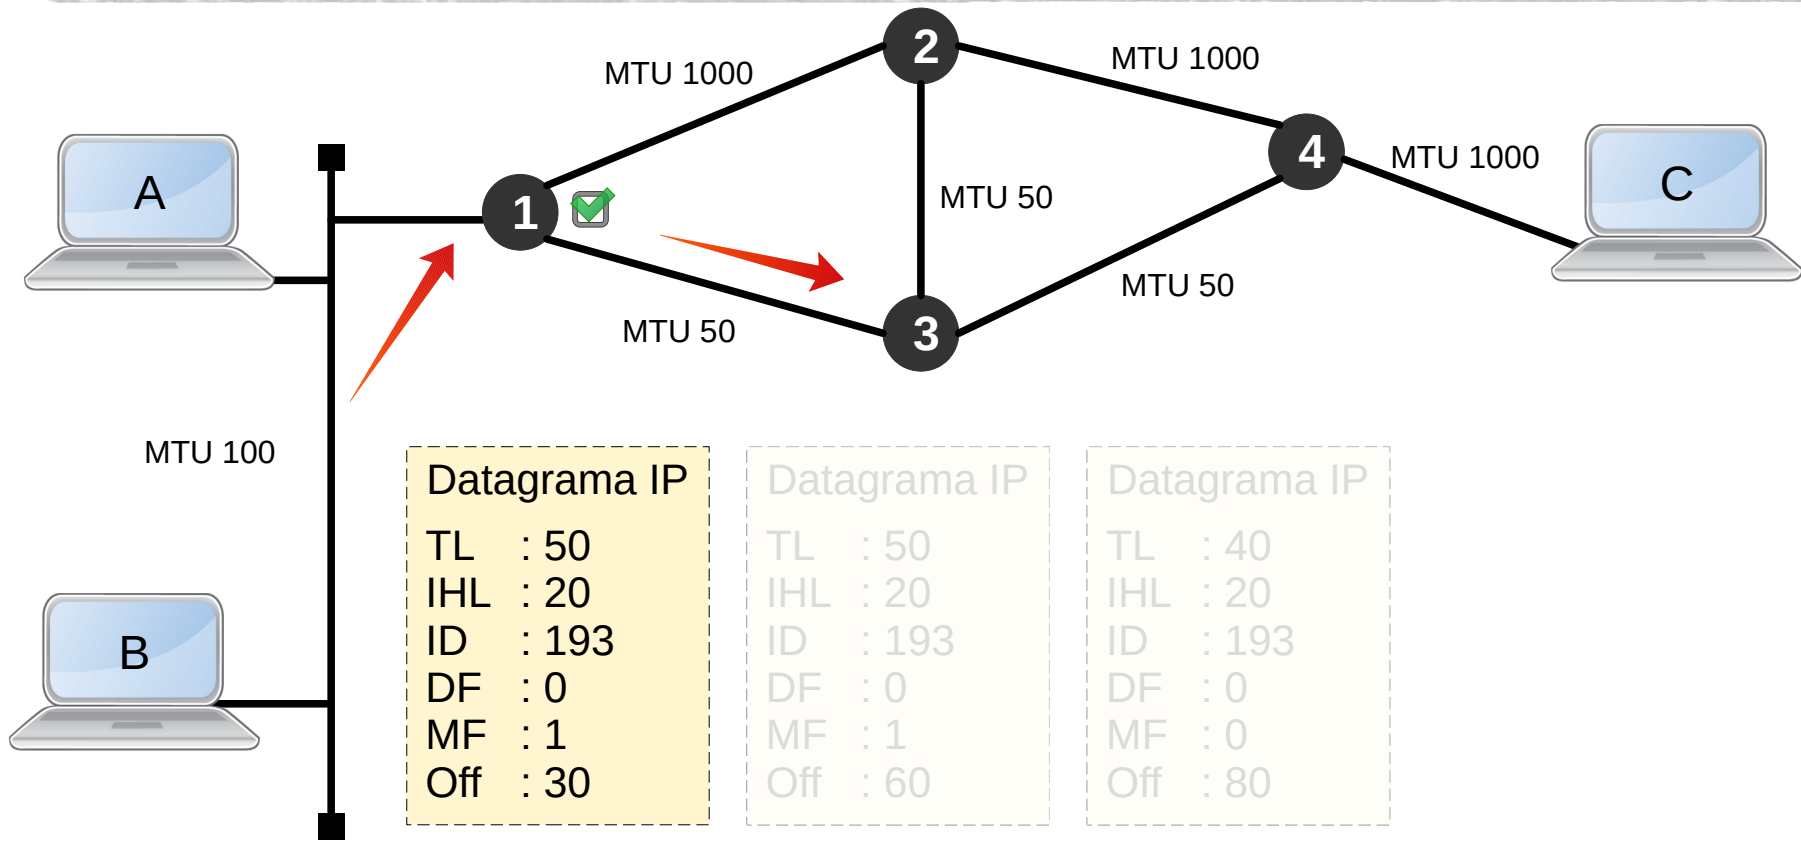 2
MTU 1000
MTU 1000
A
1
4
MTU 1000
C
MTU 50
MTU 50
MTU 50
3
MTU 100
B
Datagrama IP
TL : 50
IHL : 20
ID : 193
DF : 0
MF : 1
Off : 30
Datagrama IP
TL : 50
IHL : 20
ID : 193
DF : 0
MF : 1
Off : 60
Datagrama IP
TL : 40
IHL : 20
ID : 193
DF : 0
MF : 0
Off : 80